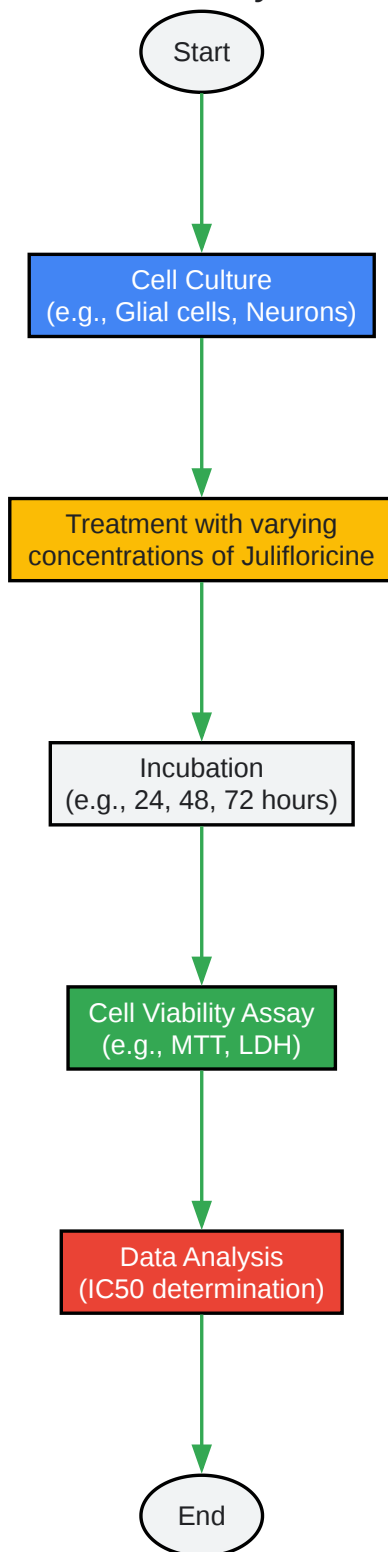 Start
Cell Culture
(e.g., Glial cells, Neurons)
Treatment with varying
concentrations of Julifloricine
Incubation
(e.g., 24, 48, 72 hours)
Cell Viability Assay
(e.g., MTT, LDH)
Data Analysis
(IC50 determination)
End